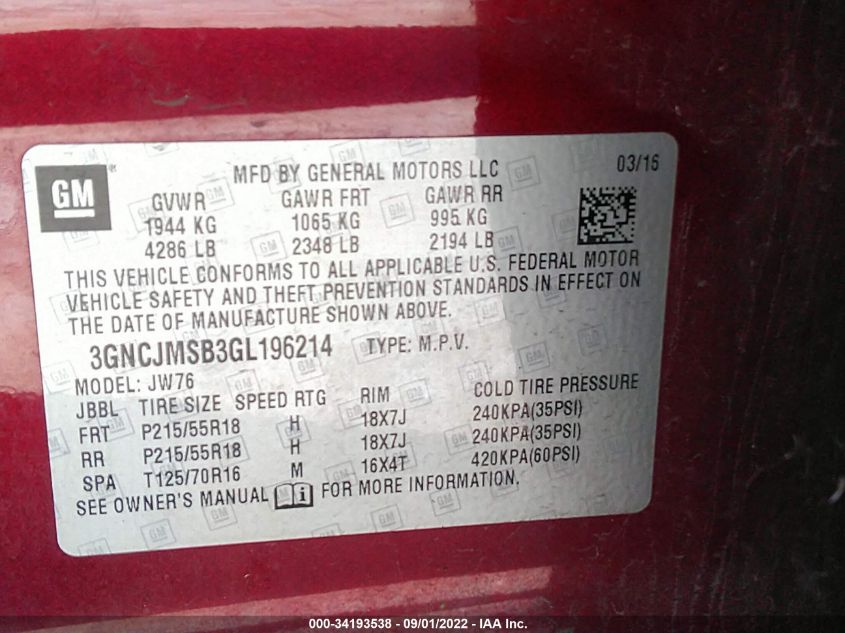 GM
MFD BY GENERAL MOTORS LLC 03/16
GVWR GAWR FRT GAWR RR
1944 KG 1065 KG 995 KG
4286 LB 2348 LB 2194 LB
THIS VEHICLE CONFORMS TO ALL APPLICABLE U.S. FEDERAL MOTOR
VEHICLE SAFETY AND THEFT PREVENTION STANDARDS IN EFFECT ON
THE DATE OF MANUFACTURE SHOWN ABOVE.
3GNCJMSB3GL196214 TYPE: M.P.V.
MODEL: JW76
JBBL TIRE SIZE SPEED RTG RIM COLD TIRE PRESSURE
FRT P215/55R18 H 18X7J 240KPA(35PSI)
RR P215/55R18 H 18X7J 240KPA(35PSI)
SPA T125/70R16 M 16X4T 420KPA(60PSI)
SEE OWNER'S MANUAL FOR MORE INFORMATION.
000-34193538 - 09/01/2022 - IAA Inc.